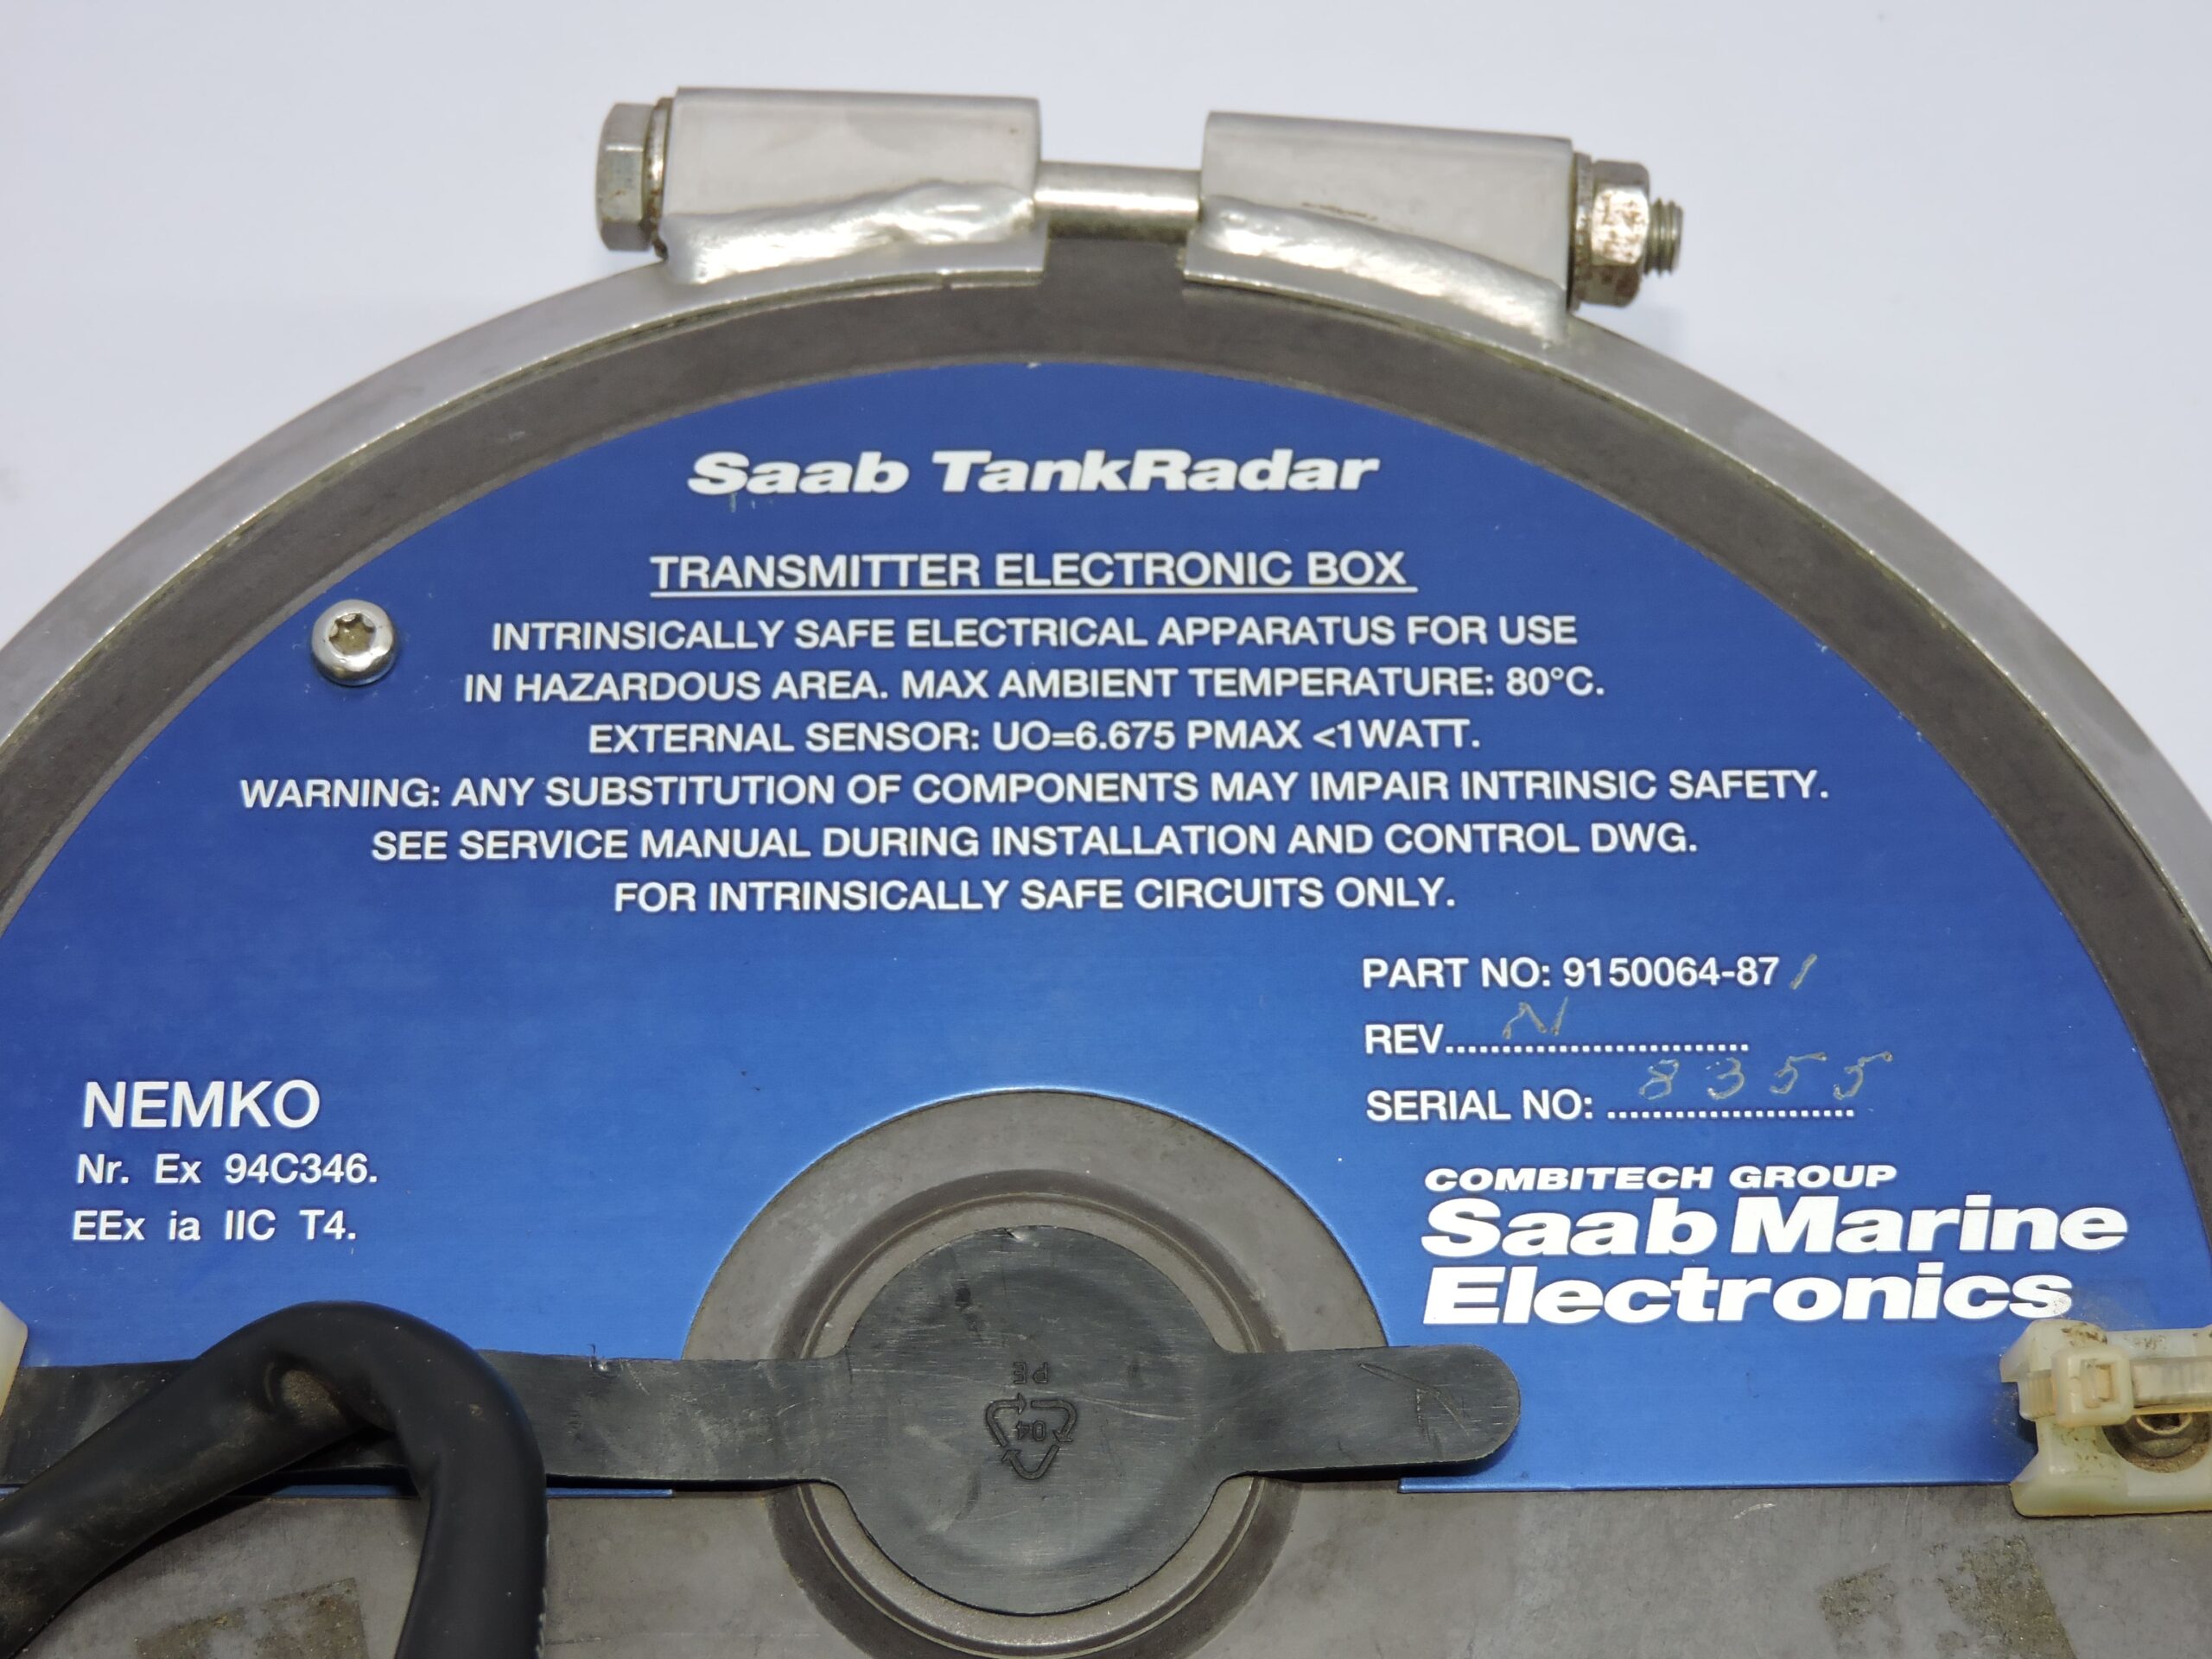 Saab TankRadar
TRANSMITTER ELECTRONIC BOX
INTRINSICALLY SAFE ELECTRICAL APPARATUS FOR USE
IN HAZARDOUS AREA. MAX AMBIENT TEMPERATURE: 80°C.
EXTERNAL SENSOR: UO=6.675 PMAX <1WATT.
WARNING: ANY SUBSTITUTION OF COMPONENTS MAY IMPAIR INTRINSIC SAFETY.
SEE SERVICE MANUAL DURING INSTALLATION AND CONTROL DWG.
FOR INTRINSICALLY SAFE CIRCUITS ONLY.
PART NO: 9150064-871
REV..........N................
SERIAL NO: 8355
NEMKO
Nr. Ex 94C346.
EEx ia IIC T4.
COMBITECH GROUP
Saab Marine
Electronics
PE
04